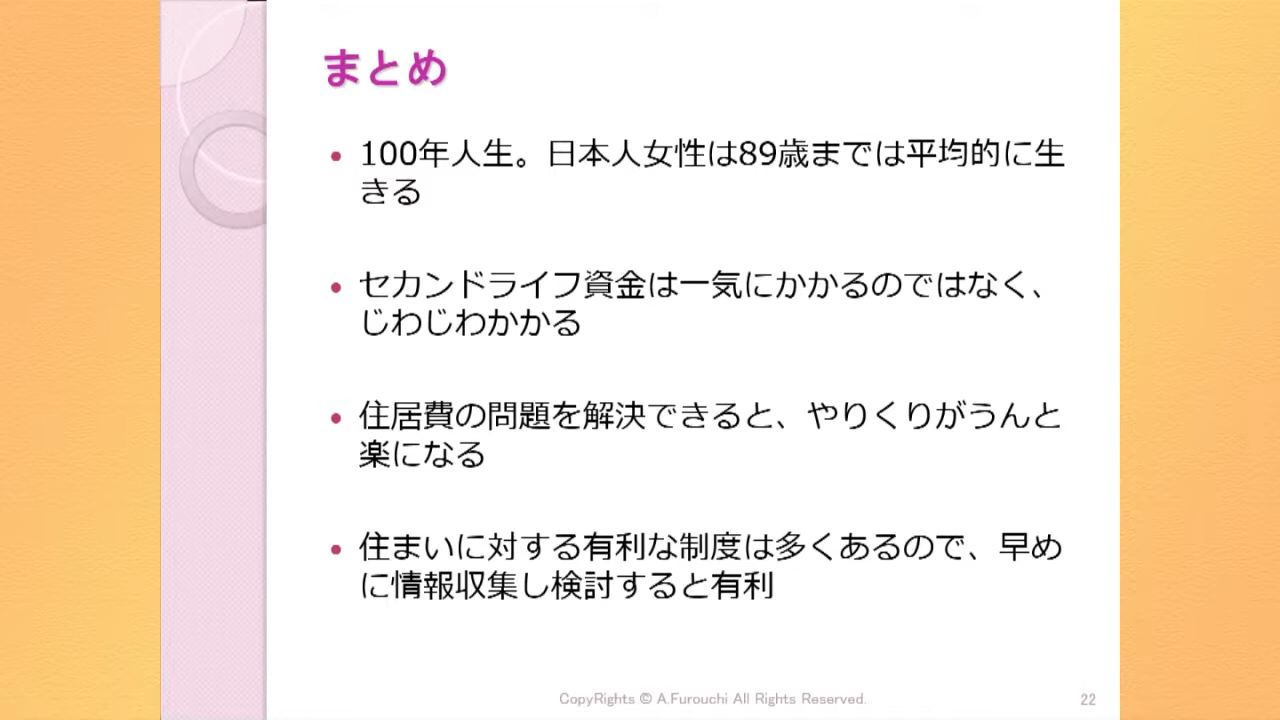 まとめ
• 100年人生。日本人女性は89歳までは平均的に生
きる
• セカンドライフ資金は一気にかかるのではなく、
じわじわかかる
• 住居費の問題を解決できると、やりくりがうんと
楽になる
• 住まいに対する有利な制度は多くあるので、早め
に情報収集し検討すると有利
CopyRights © A.Furouchi All Rights Reserved.
22